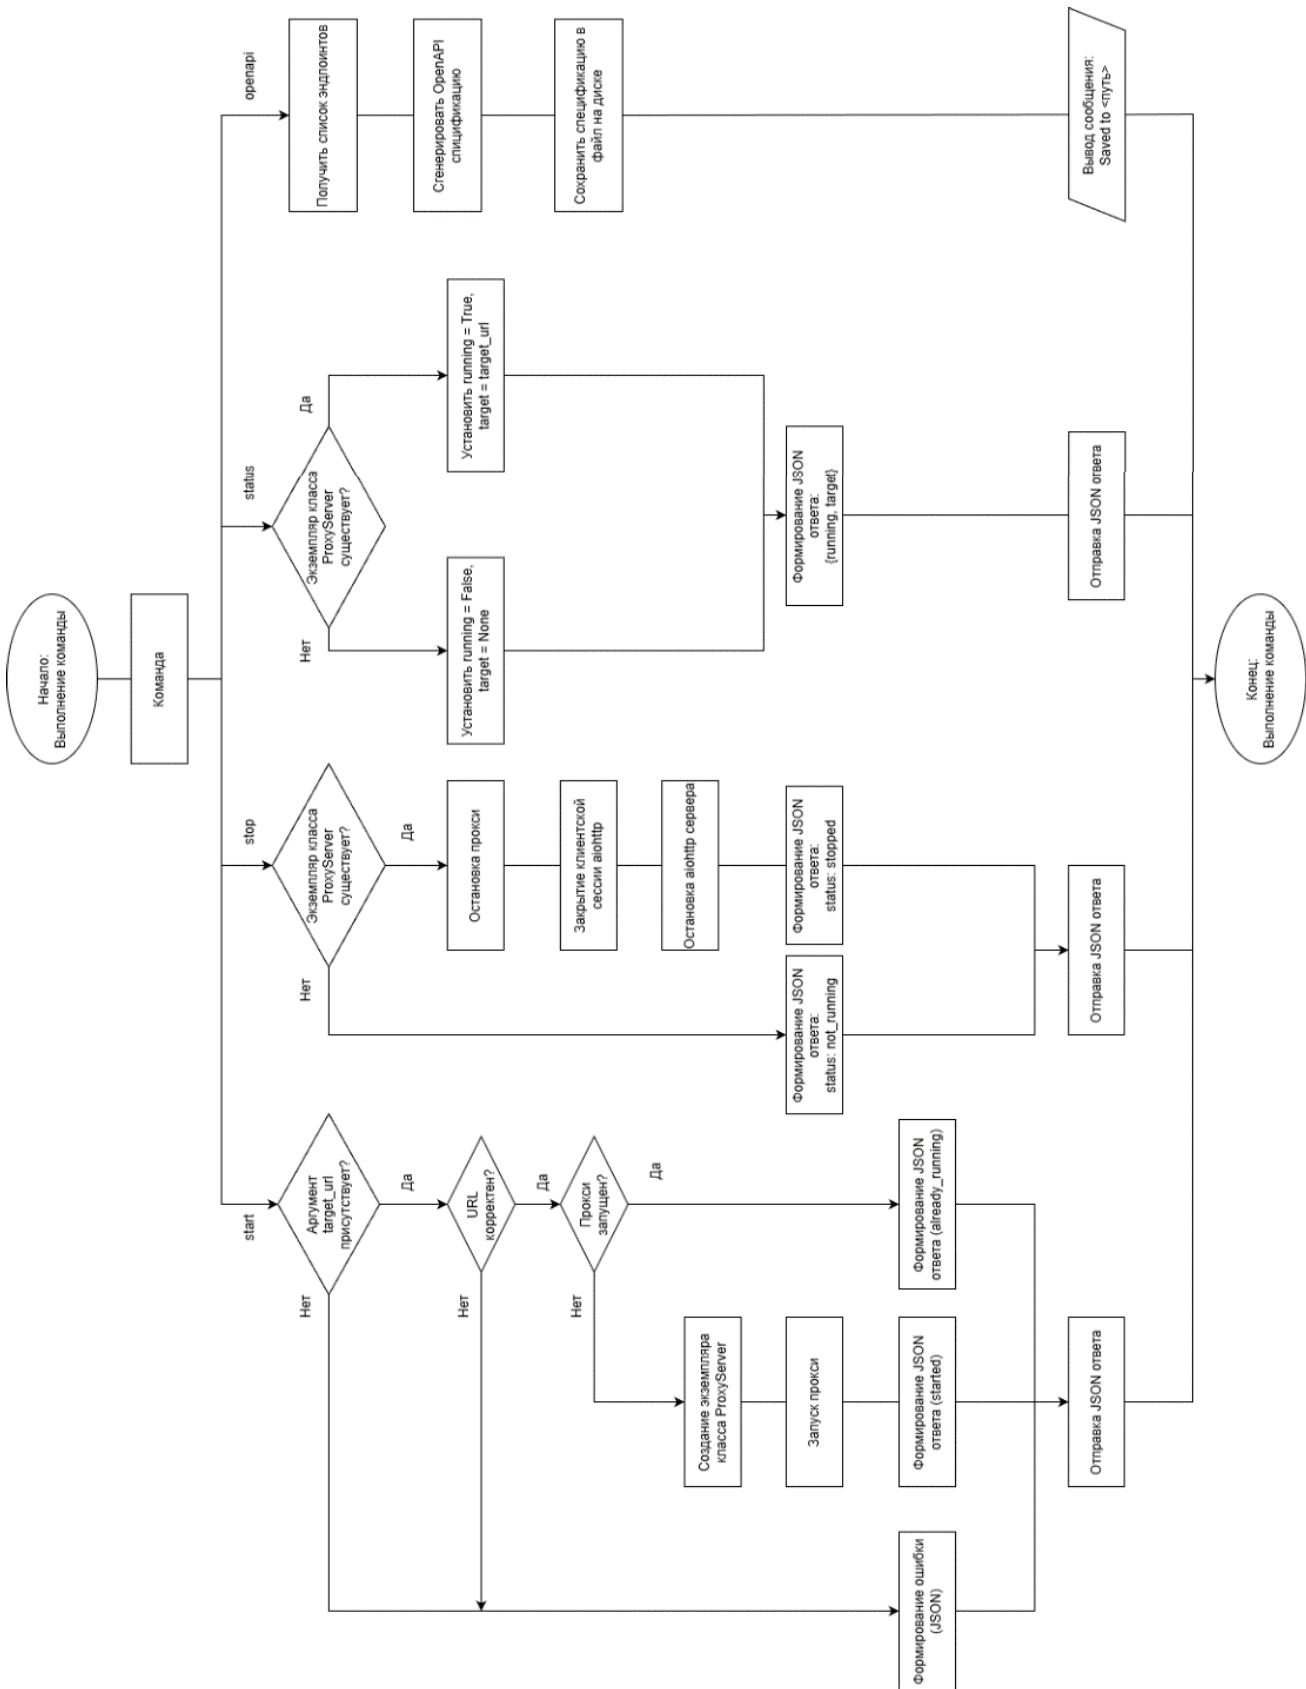 Начало:
Выполнение команды
Команда
start
Аргумент
target_url
присутствует?
Нет
Да
URL
корректен?
Нет
Да
Прокси
запущен?
Нет
Да
Создание экземпляра
класса ProxyServer
Запуск прокси
Формирование ошибки
(JSON)
Формирование JSON
ответа (started)
Формирование JSON
ответа (already_running)
Отправка JSON ответа
stop
Экземпляр класса
ProxyServer
существует?
Нет
Да
Остановка прокси
Закрытие клиентской
сессии aiohttp
Остановка aiohttp сервера
Формирование JSON
ответа:
status: not_running
Формирование JSON
ответа:
status: stopped
Отправка JSON ответа
status
Экземпляр класса
ProxyServer
существует?
Нет
Да
Установить running = False,
target = None
Установить running = True,
target = target_url
Формирование JSON
ответа:
{running, target}
Отправка JSON ответа
openapi
Получить список эндпоинтов
Сгенерировать OpenAPI
спицификацию
Сохранить спецификацию в
файл на диске
Вывод сообщения:
Saved to <путь>
Конец:
Выполнение команды